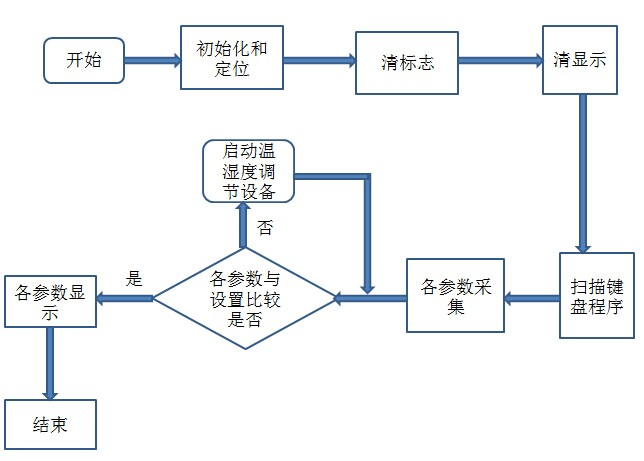 开始
初始化和
定位
清标志
清显示
启动温
湿度调
节设备
否
是
各参数与
设置比较
是否
各参数显
示
各参数采
集
扫描键
盘程序
结束